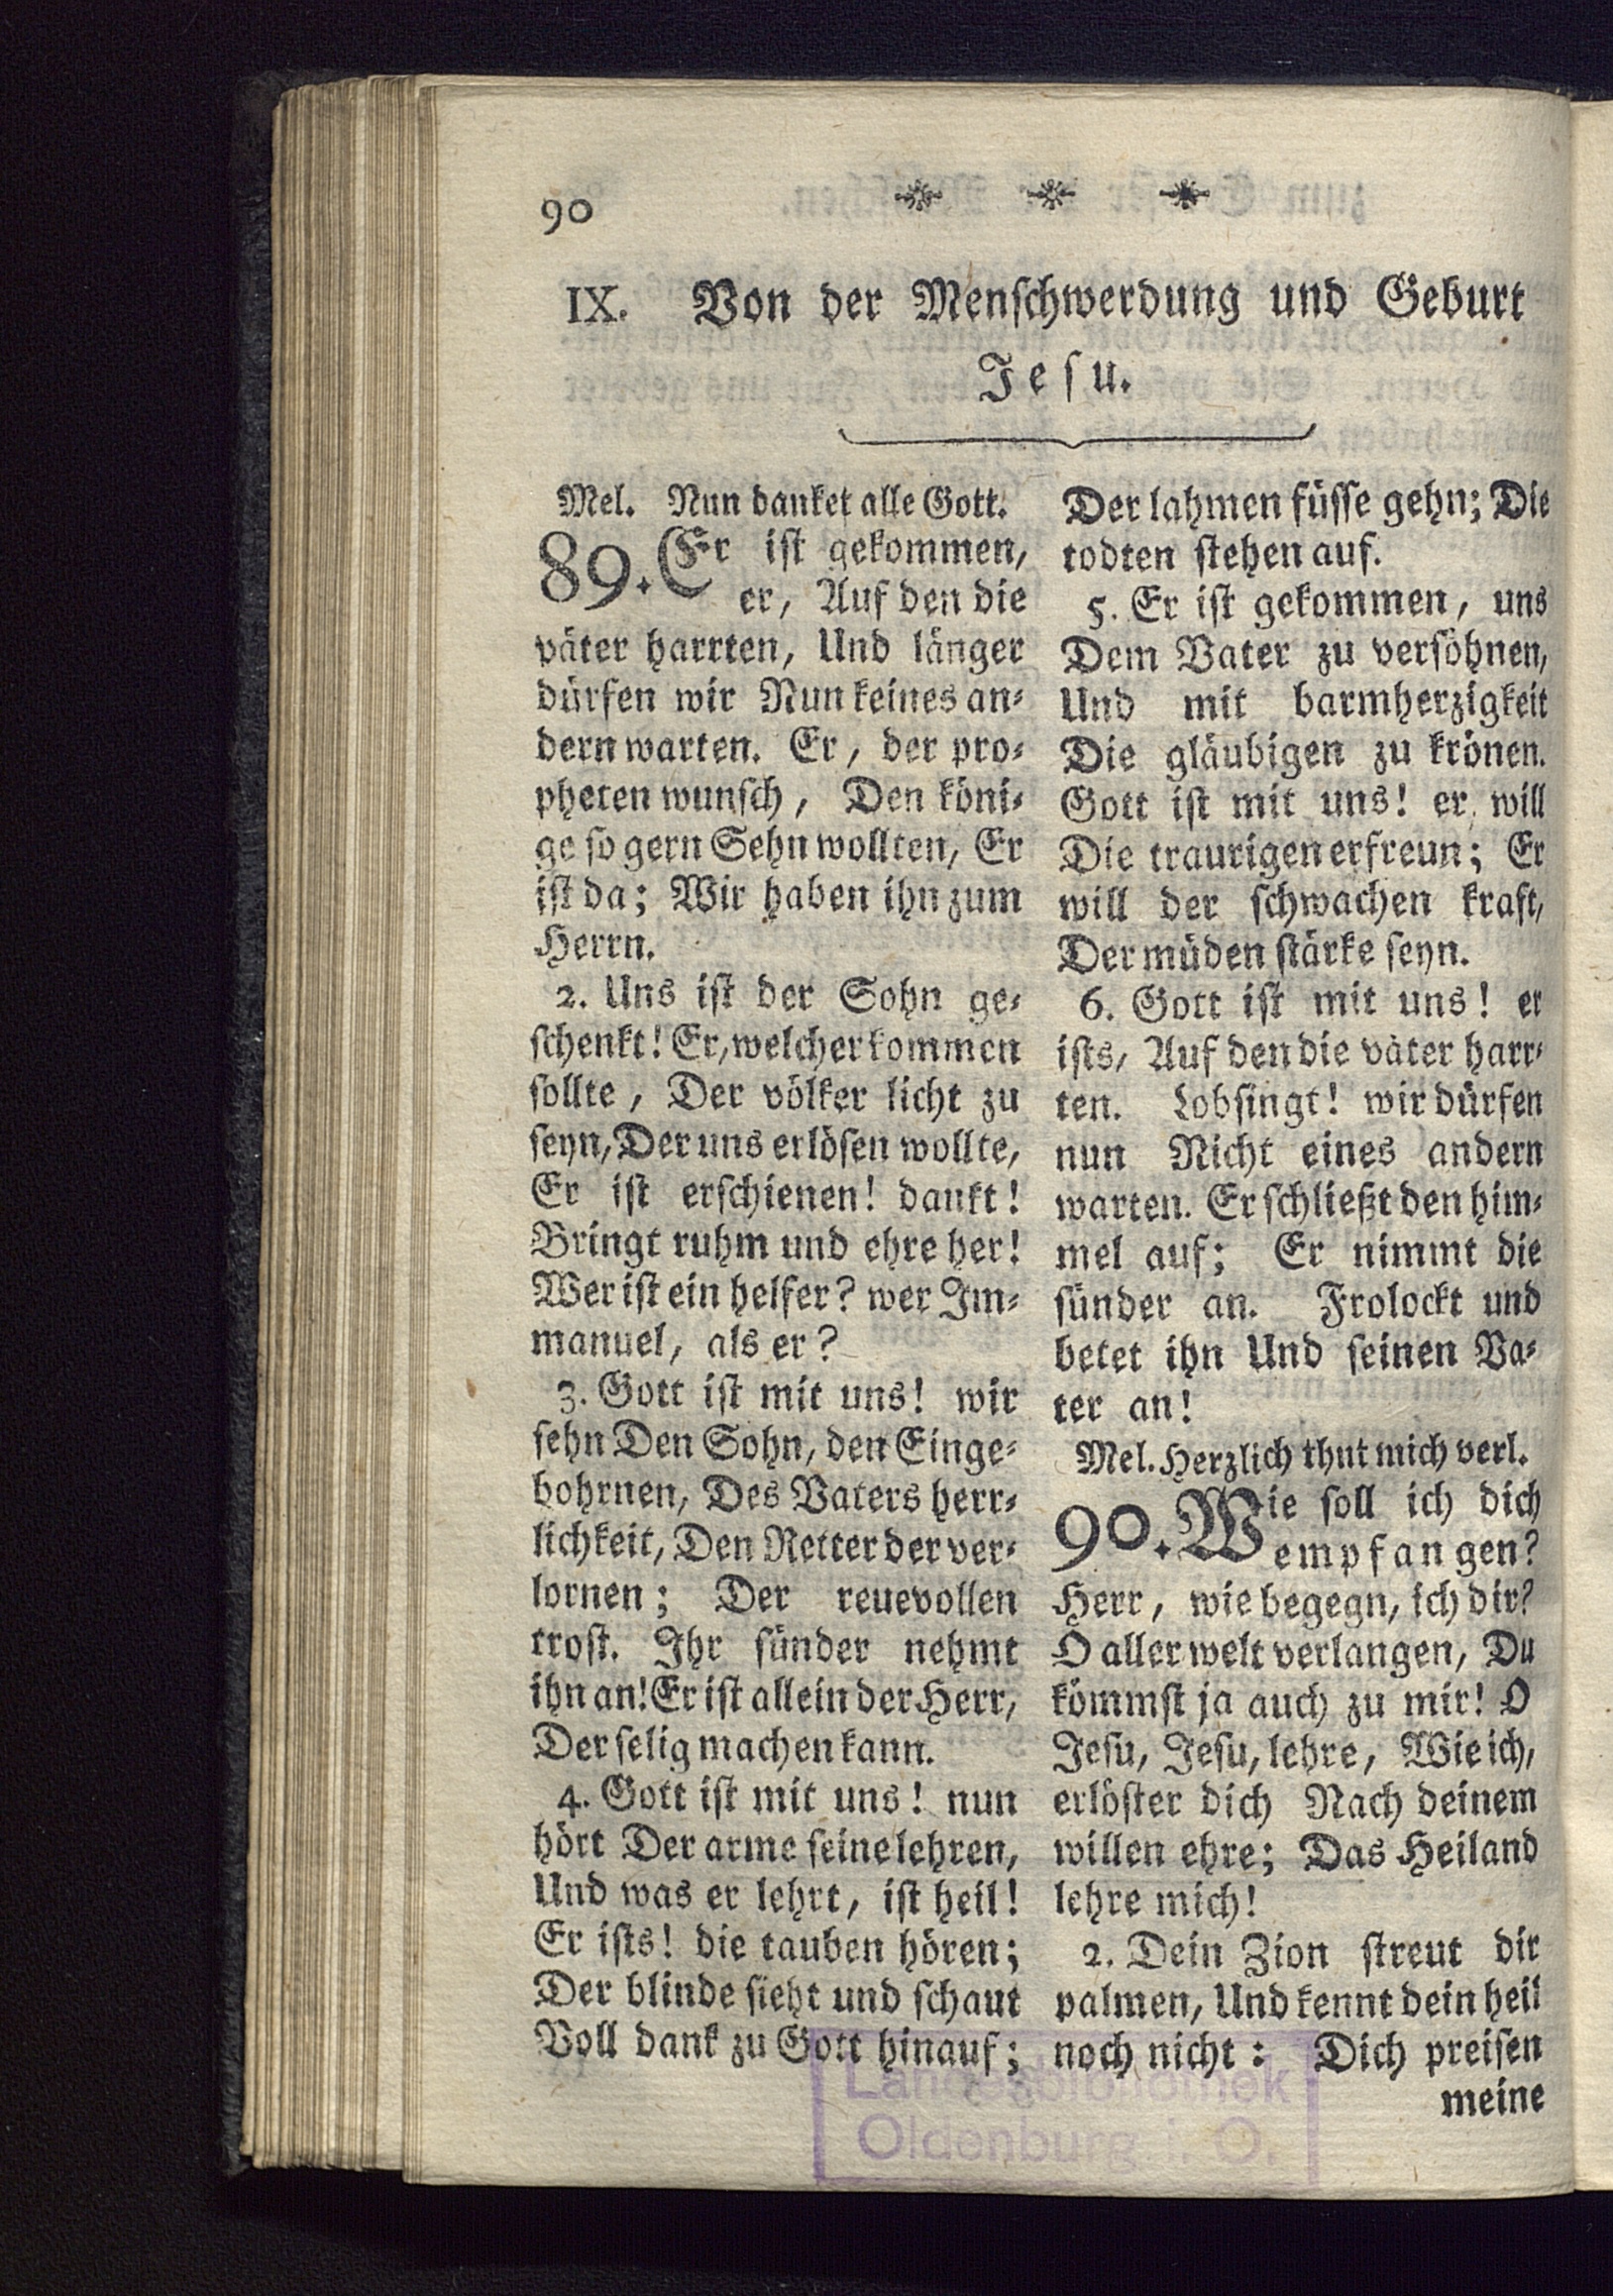 90
IX. Von der Menschwerdung und Geburt
Jesu.
Mel. Nun danket alle Gott.
89. Er ist gekommen,
er, Auf den die
väter harrten, Und länger
dürfen wir Nun keines an⸗
dern warten. Er, der pro⸗
pheten wunsch, Den köni⸗
ge so gern Sehn wollten, Er
ist da; Wir haben ihn zum
Herrn.
2. Uns ist der Sohn ge⸗
schenkt! Er, welcher kommen
sollte, Der völker licht zu
seyn, Der uns erlösen wollte,
Er ist erschienen! dankt!
Bringt ruhm und ehre her!
Wer ist ein helfer? wer Im⸗
manuel, als er?
3. Gott ist mit uns! wir
sehn Den Sohn, den Einge⸗
bohrnen, Des Vaters herr⸗
lichkeit, Den Retter der ver⸗
lornen; Der reuevollen
trost. Ihr sünder nehmt
ihn an! Er ist allein der Herr,
Der selig machen kann.
4. Gott ist mit uns! nun
hört Der arme seine lehren,
Und was er lehrt, ist heil!
Er ists! die tauben hören;
Der blinde sieht und schaut
Voll dank zu Gott hinauf;
Der lahmen füsse gehn; Die
todten stehen auf.
5. Er ist gekommen, uns
Dem Vater zu versöhnen,
Und mit barmherzigkeit
Die gläubigen zu krönen.
Gott ist mit uns! er will
Die traurigen erfreun; Er
will der schwachen kraft,
Der müden stärke seyn.
6. Gott ist mit uns! er
ists, Auf den die väter harr⸗
ten. Lobsingt! wir dürfen
nun Nicht eines andern
warten. Er schließt den him⸗
mel auf; Er nimmt die
sünder an. Frolockt und
betet ihn Und seinen Va⸗
ter an!
Mel. Herzlich thut mich verl.
90. Wie soll ich dich
empfangen?
Herr, wie begegn, ich dir?
O aller welt verlangen, Du
kömmst ja auch zu mir! O
Jesu, Jesu, lehre, Wie ich,
erlöster dich Nach deinem
willen ehre; Das Heiland
lehre mich!
2. Dein Zion streut dir
palmen, Und kennt dein heil
noch nicht: Dich preisen
meine
Landesbibliothek
Oldenburg i. O.